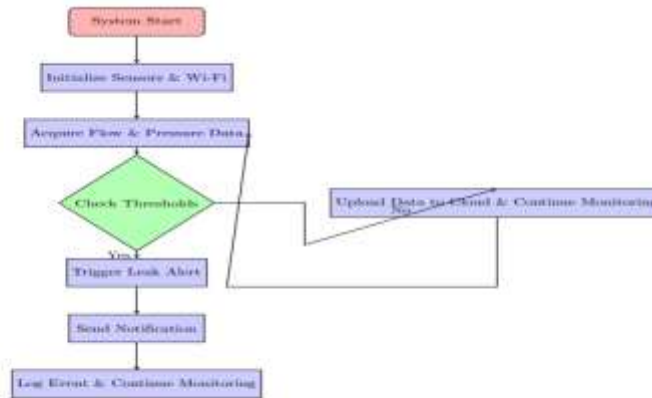 System Start
Initialize Sensors & Wi-Fi
Acquire Flow & Pressure Data
Check Thresholds
Upload Data to Cloud & Continue Monitoring
No
Yes
Trigger Leak Alert
Send Notification
Log Event & Continue Monitoring